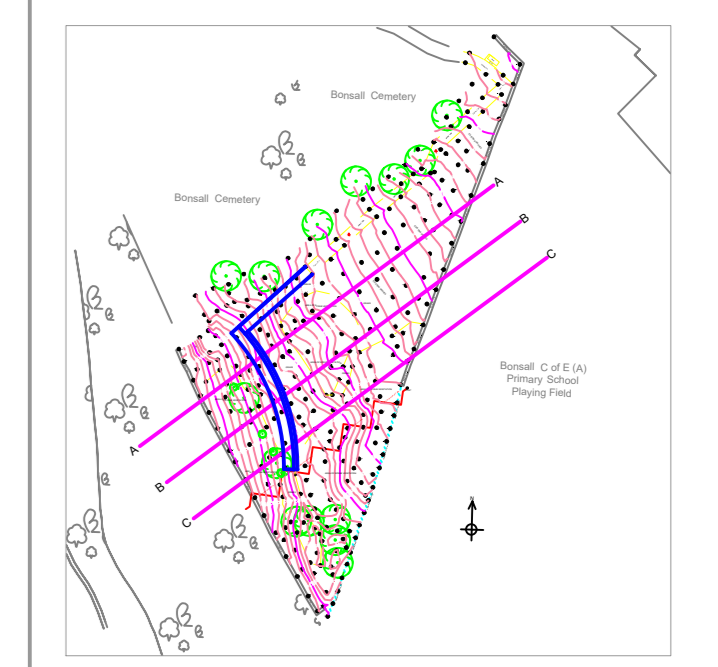 Bonsall Cemetery
A
Bonsall Cemetery
B
C
Bonsall C of E (A)
Primary School
Playing Field
A
B
C
N